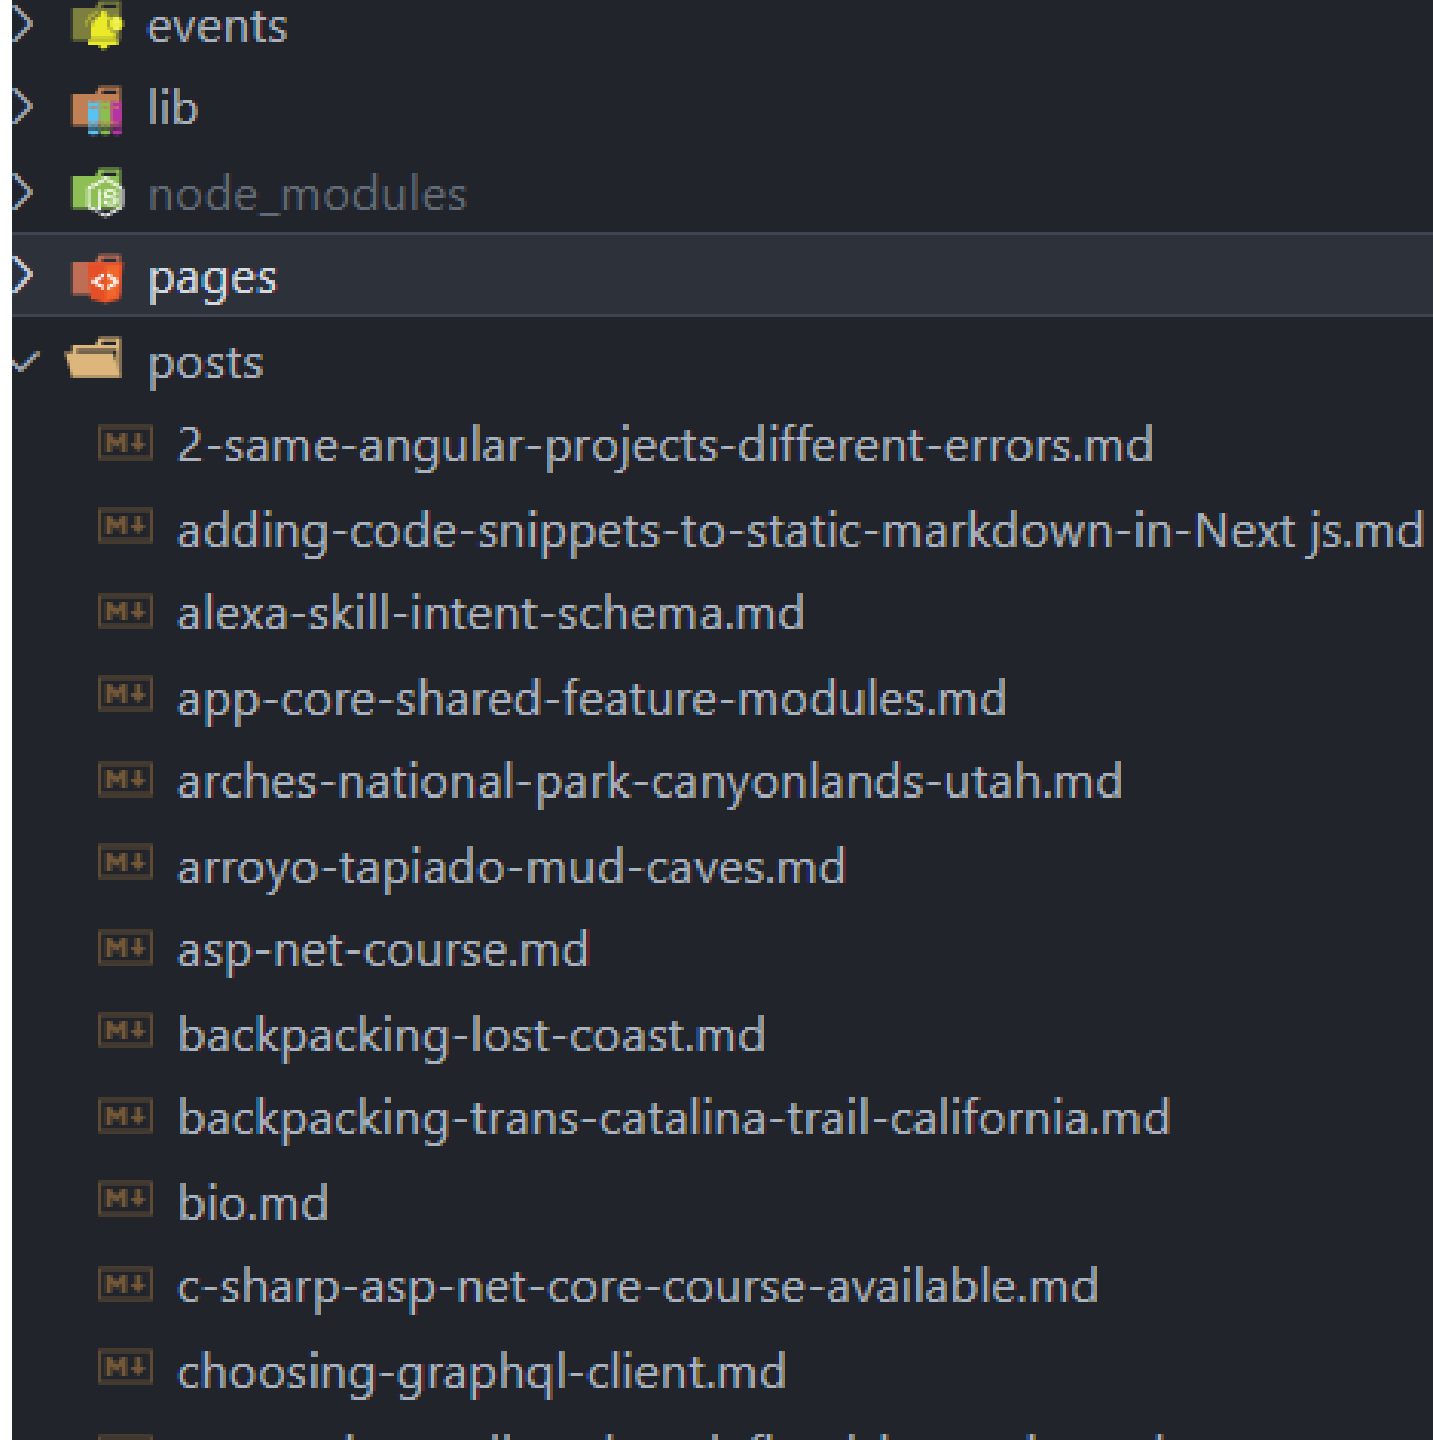 events
lib
node_modules
pages
posts
2-same-angular-projects-different-errors.md
adding-code-snippets-to-static-markdown-in-Next js.md
alexa-skill-intent-schema.md
app-core-shared-feature-modules.md
arches-national-park-canyonlands-utah.md
arroyo-tapiado-mud-caves.md
asp-net-course.md
backpacking-lost-coast.md
backpacking-trans-catalina-trail-california.md
bio.md
c-sharp-asp-net-core-course-available.md
choosing-graphql-client.md